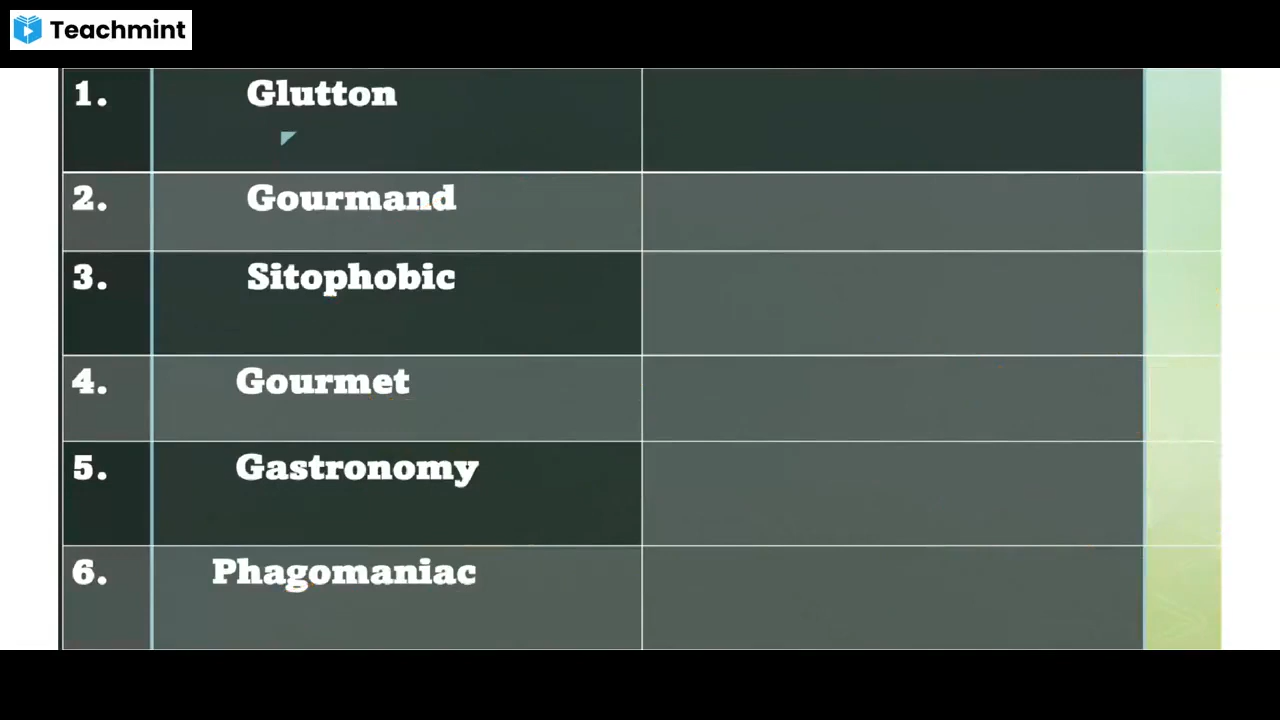 Teachmint
1. Glutton
2. Gourmand
3. Sitophobic
4. Gourmet
5. Gastronomy
6. Phagomaniac